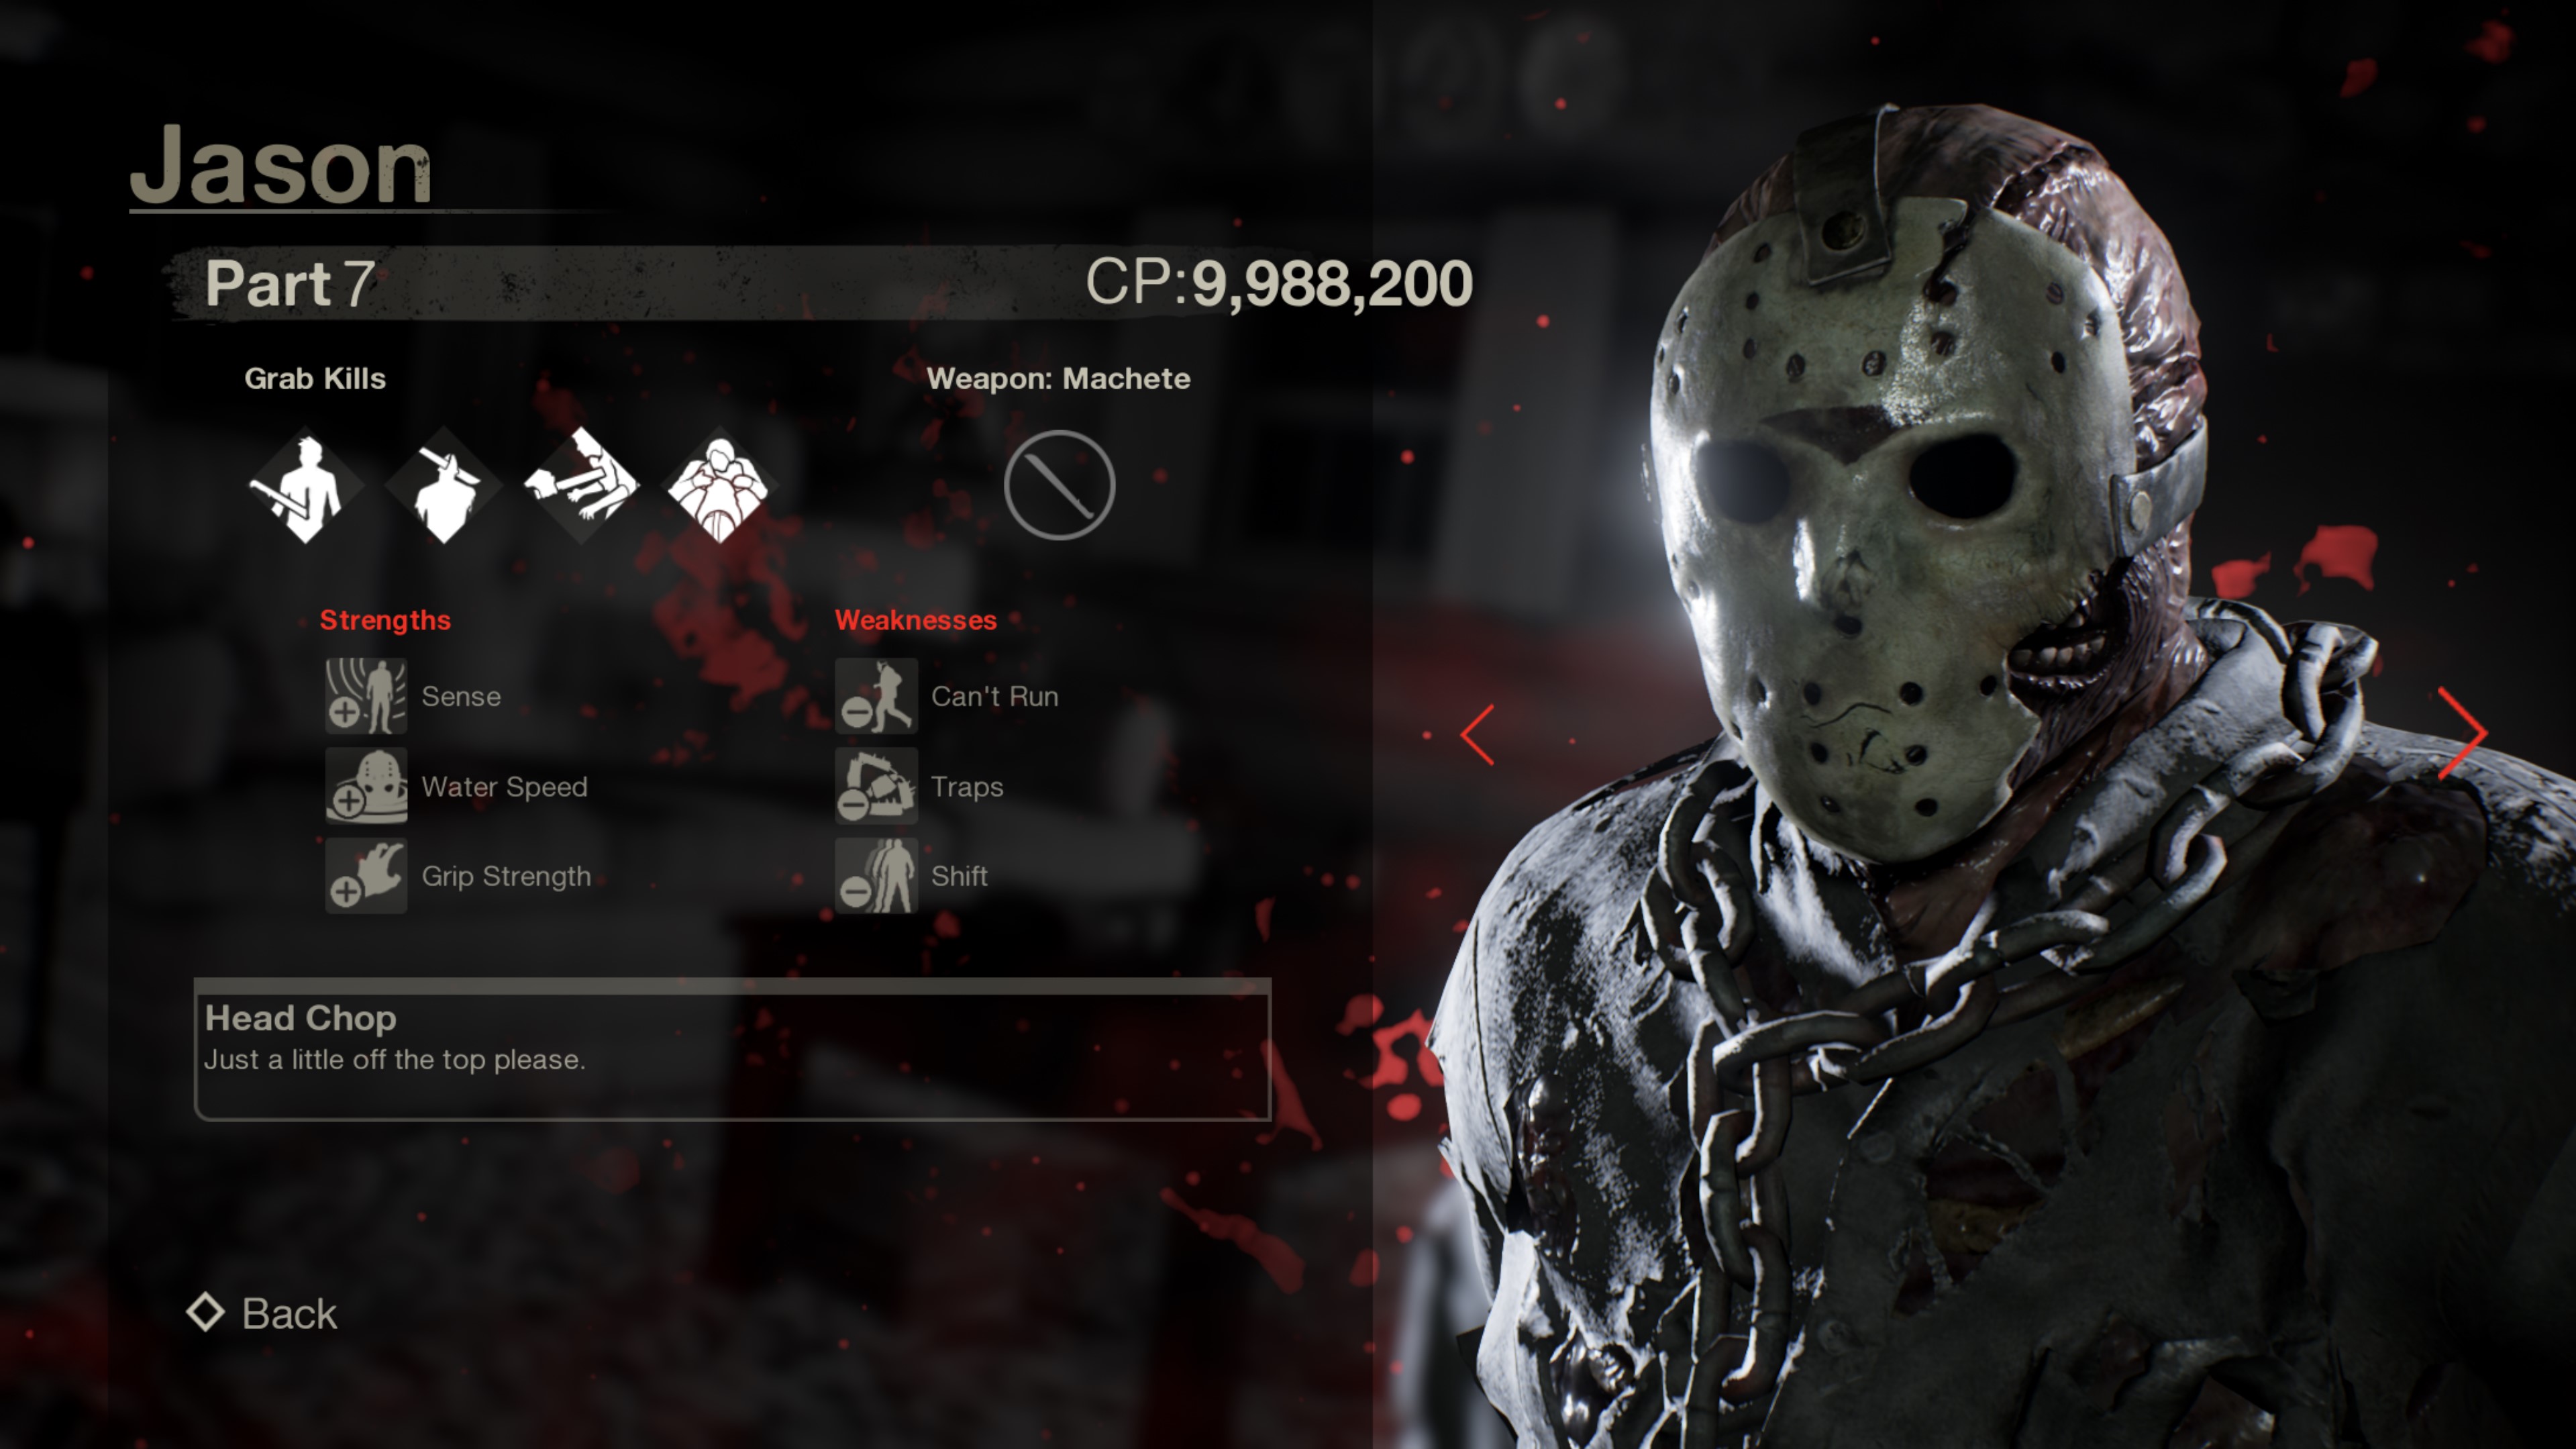 Jason
Part 7
CP:9,988,200
Grab Kills
Weapon: Machete
Strengths
Weaknesses
Sense
Can't Run
Water Speed
Traps
Grip Strength
Shift
Head Chop
Just a little off the top please.
Back